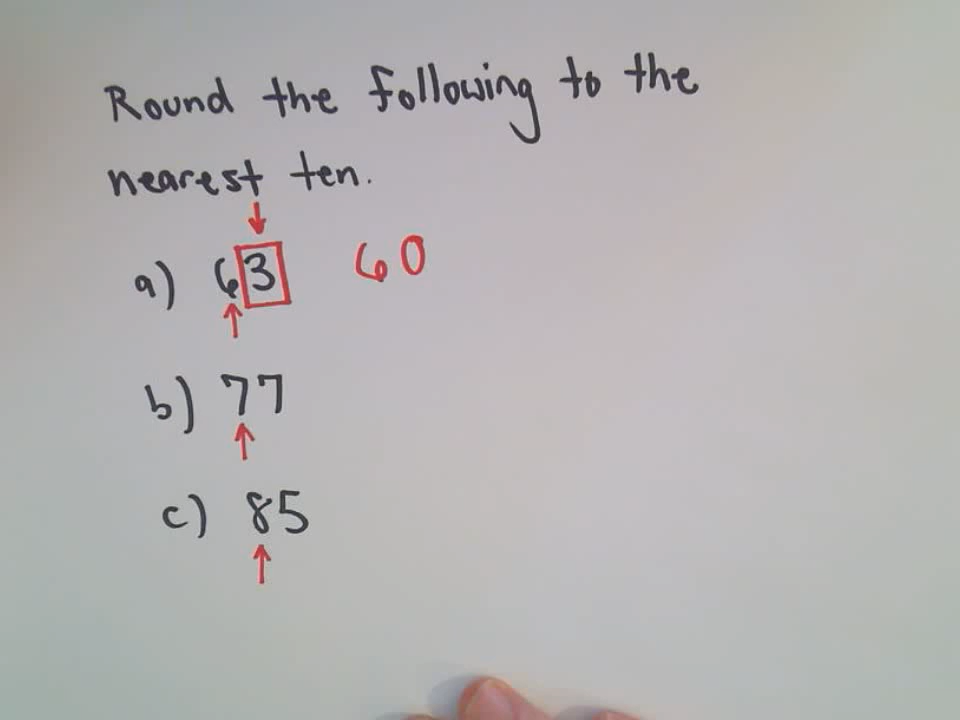 Round the following to the
nearest ten.
a) 63 60
b) 77
c) 85